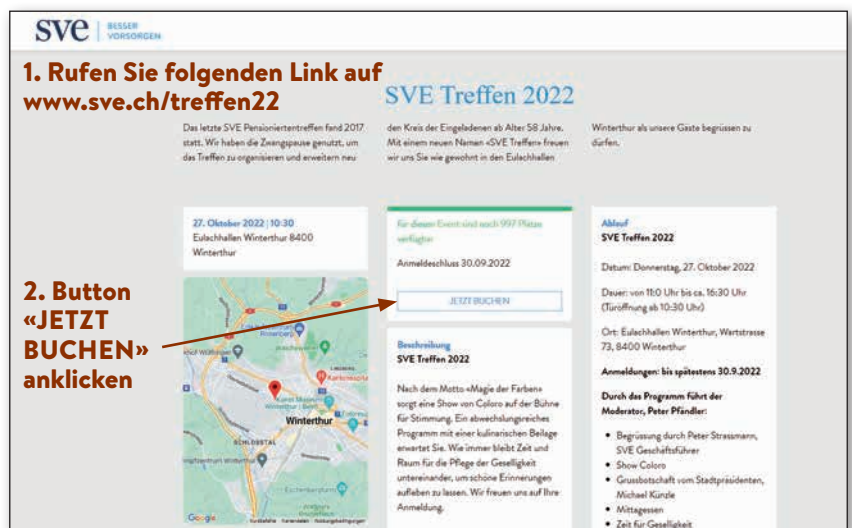 sve BESSER
VORSORGEN
1. Rufen Sie folgenden Link auf
www.sve.ch/treffen22
SVE Treffen 2022
Das letzte SVE Pensioniertentreffen fand 2017
statt. Wir haben die Zwangspause genutzt, um
das Treffen zu organisieren und erweitern neu
den Kreis der Eingeladenen ab Alter 58 Jahre.
Mit einem neuen Namen «SVE Treffen» freuen
wir uns Sie wie gewohnt in den Eulachhallen
Winterthur als unsere Gäste begrüssen zu
dürfen.
27. Oktober 2022 | 10:30
Eulachhallen Winterthur 8400
Winterthur
2. Button
«JETZT
BUCHEN»
anklicken
Winterthur
SCHLOSSTAL
Eschenbergturm
Google
für diesen Event sind noch 997 Plätze
verfügbar
Anmeldeschluss 30.09.2022
JETZT BUCHEN
Beschreibung
SVE Treffen 2022
Nach dem Motto «Magie der Farben»
sorgt eine Show von Coloro auf der Bühne
für Stimmung. Ein abwechslungsreiches
Programm mit einer kulinarischen Beilage
erwartet Sie. Wie immer bleibt Zeit und
Raum für die Pflege der Geselligkeit
untereinander, um schöne Erinnerungen
aufleben zu lassen. Wir freuen uns auf Ihre
Anmeldung.
Ablauf
SVE Treffen 2022
Datum: Donnerstag, 27. Oktober 2022
Dauer: von 11:0 Uhr bis ca. 16:30 Uhr
(Türöffnung ab 10:30 Uhr)
Ort: Eulachhallen Winterthur, Wartstrasse
73, 8400 Winterthur
Anmeldungen: bis spätestens 30.9.2022
Durch das Programm führt der
Moderator, Peter Pfändler:
• Begrüssung durch Peter Strassmann,
SVE Geschäftsführer
• Show Coloro
• Grussbotschaft vom Stadtpräsidenten,
Michael Künzle
• Mittagessen
• Zeit für Geselligkeit